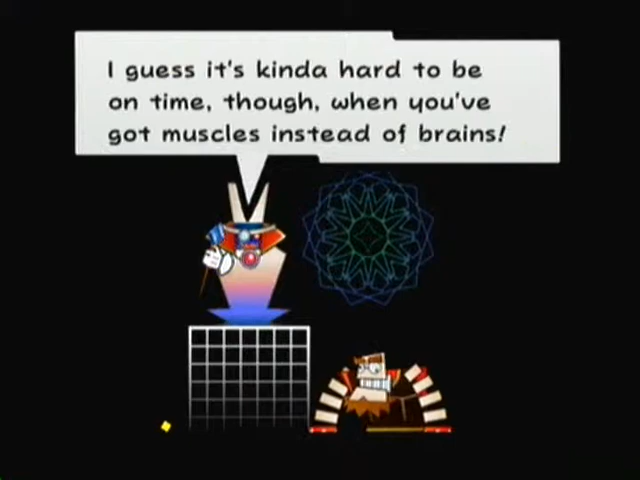 I guess it's kinda hard to be
on time, though, when you've
got muscles instead of brains!